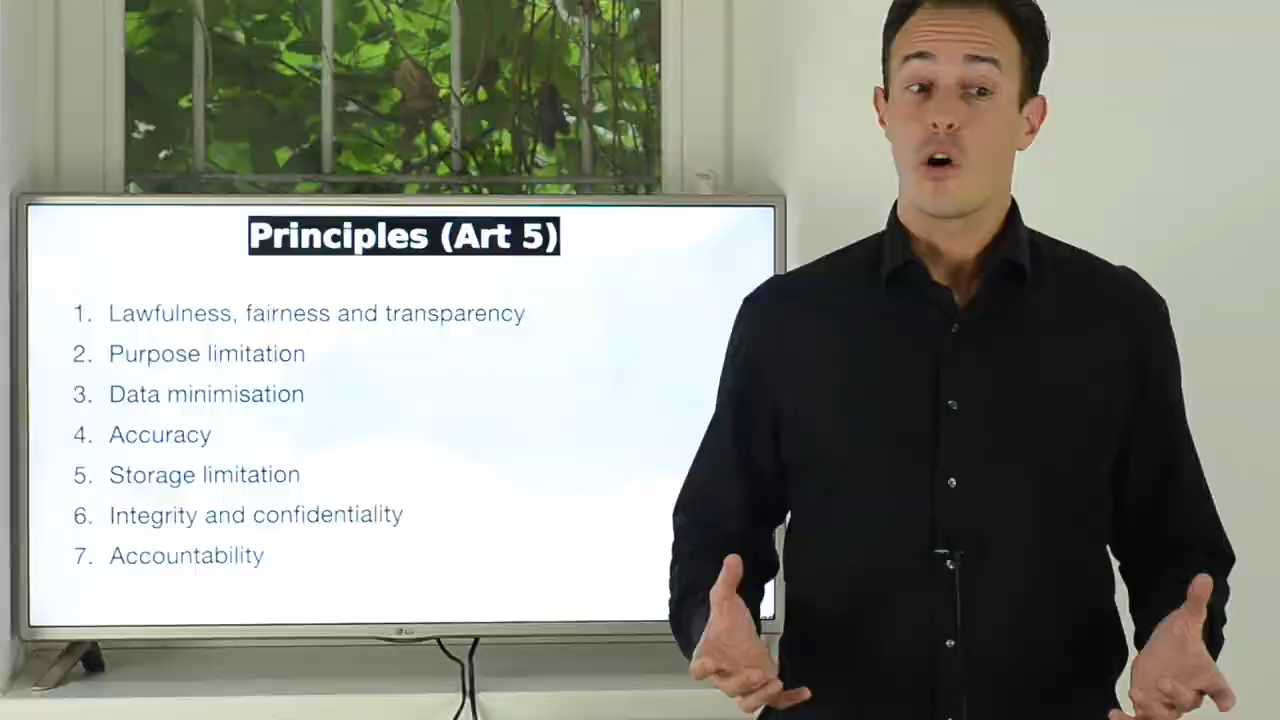 Principles (Art 5)
1. Lawfulness, fairness and transparency
2. Purpose limitation
3. Data minimisation
4. Accuracy
5. Storage limitation
6. Integrity and confidentiality
7. Accountability
LG